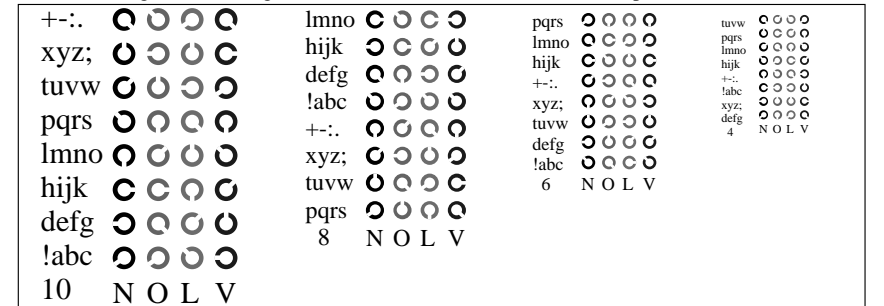 +-:.
xyz;
tuvw
pqrs
lmno
hijk
defg
!abc
10 N O L V
lmno
hijk
defg
!abc
+-:.
xyz;
tuvw
pqrs
8 N O L V
pqrs
lmno
hijk
+-:.
xyz;
tuvw
defg
!abc
6 N O L V
tuvw
pqrs
lmno
hijk
+-:.
!abc
xyz;
defg
4 N O L V